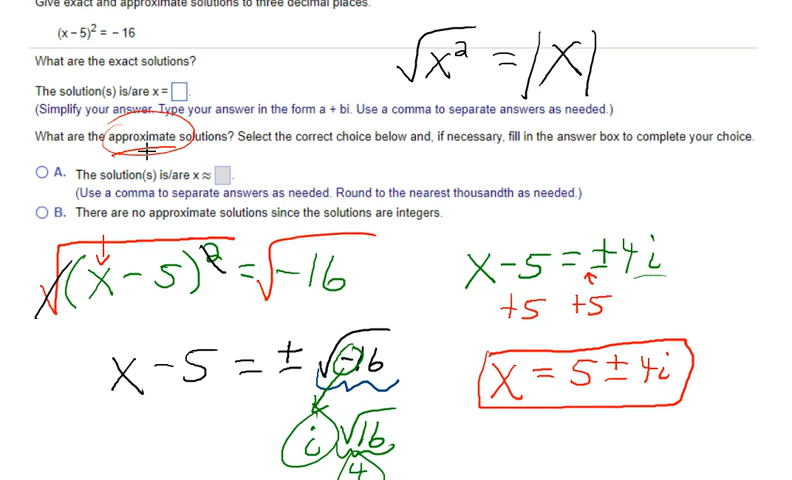 Give exact and approximate solutions to three decimal places.
(x - 5)² = - 16
What are the exact solutions?
The solution(s) is/are x = .
(Simplify your answer. Type your answer in the form a + bi. Use a comma to separate answers as needed.)
What are the approximate solutions? Select the correct choice below and, if necessary, fill in the answer box to complete your choice.
A. The solution(s) is/are x ≈ .
(Use a comma to separate answers as needed. Round to the nearest thousandth as needed.)
B. There are no approximate solutions since the solutions are integers.
√x² = |x|
√(x - 5)² = √-16
x - 5 = ± √-16
i √16
4
x - 5 = ± 4i
+5 +5
x = 5 ± 4i